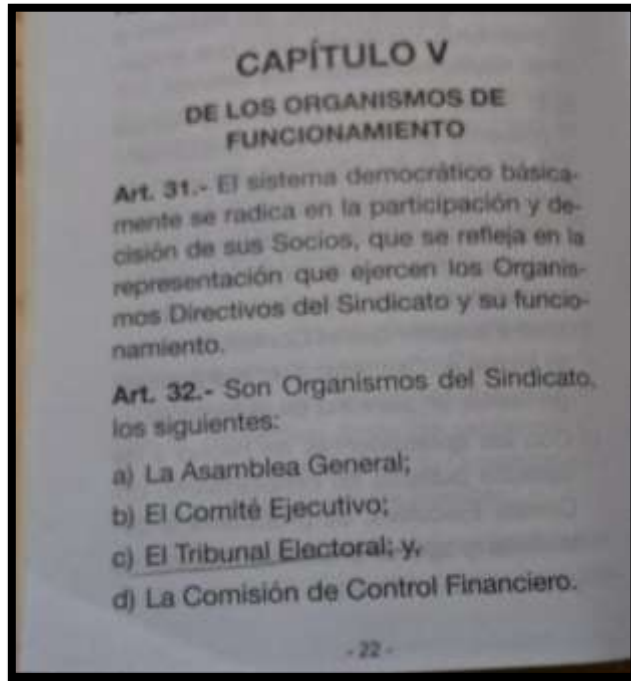 CAPÍTULO V
DE LOS ORGANISMOS DE
FUNCIONAMIENTO
Art. 31.- El sistema democrático básica-
mente se radica en la participación y de-
cisión de sus Socios, que se refleja en la
representación que ejercen los Organis-
mos Directivos del Sindicato y su funcio-
namiento.
Art. 32.- Son Organismos del Sindicato,
los siguientes:
a) La Asamblea General;
b) El Comité Ejecutivo;
c) El Tribunal Electoral; y,
d) La Comisión de Control Financiero.
- 22 -